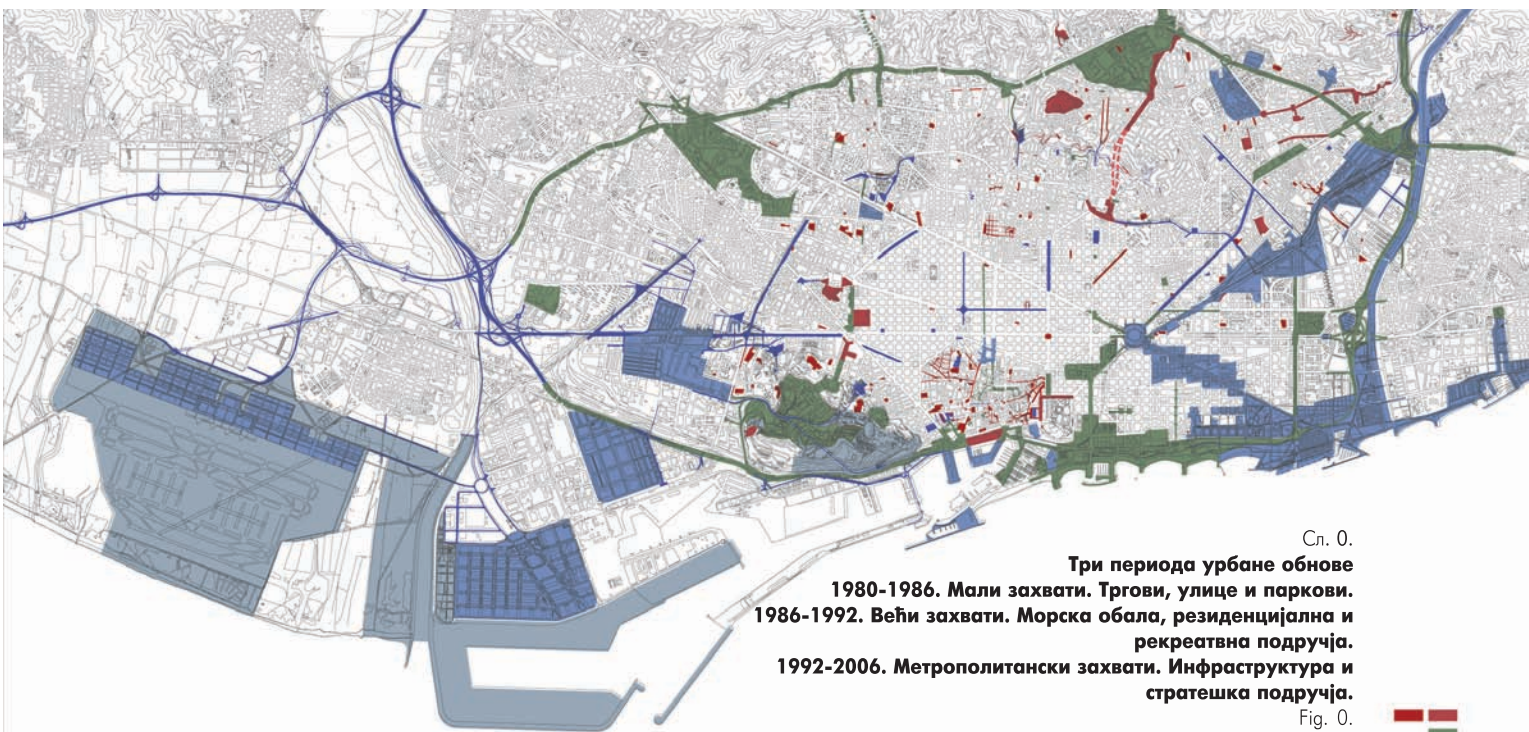 Сл. 0.
Три периода урбане обнове
1980-1986. Мали захвати. Тргови, улице и паркови.
1986-1992. Већи захвати. Морска обала, резиденцијална и
рекреатвна подручја.
1992-2006. Метрополитански захвати. Инфраструктура и
стратешка подручја.
Fig. 0.